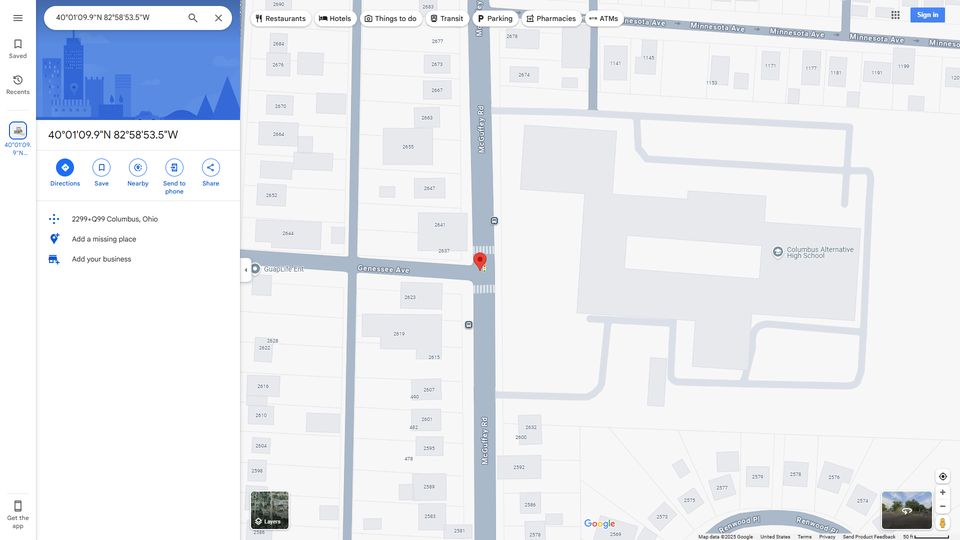 40°01'09.9"N 82°58'53.5"W
Restaurants
Hotels
Things to do
Transit
Parking
Pharmacies
ATMs
Sign in
Saved
Recents
40°01'09.
9"N...
Get the
app
40°01'09.9"N 82°58'53.5"W
Directions
Save
Nearby
Send to
phone
Share
2299+Q99 Columbus, Ohio
Add a missing place
Add your business
Minnesota Ave
Minnesota Ave
Minnesota Ave
Minnesota Ave
2690
2684
2676
2670
2664
2652
2644
2677
2673
2667
2663
2655
2647
2641
2637
2678
2674
1141
1145
1153
1171
1177
1181
1191
1199
McGuffey Rd
Columbus Alternative
High School
GuapLife Ent
Genessee Ave
2623
2619
2615
2628
2622
2616
2610
2604
2598
2607
490
2601
482
2595
478
2589
2583
2581
McGuffey Rd
2632
2600
2592
2586
2578
2569
2573
2575
2577
2579
2578
2576
2574
Renwood Pl
Renwood Pl
Layers
Google
Map data ©2025 Google United States Terms Privacy Send Product Feedback 50 ft